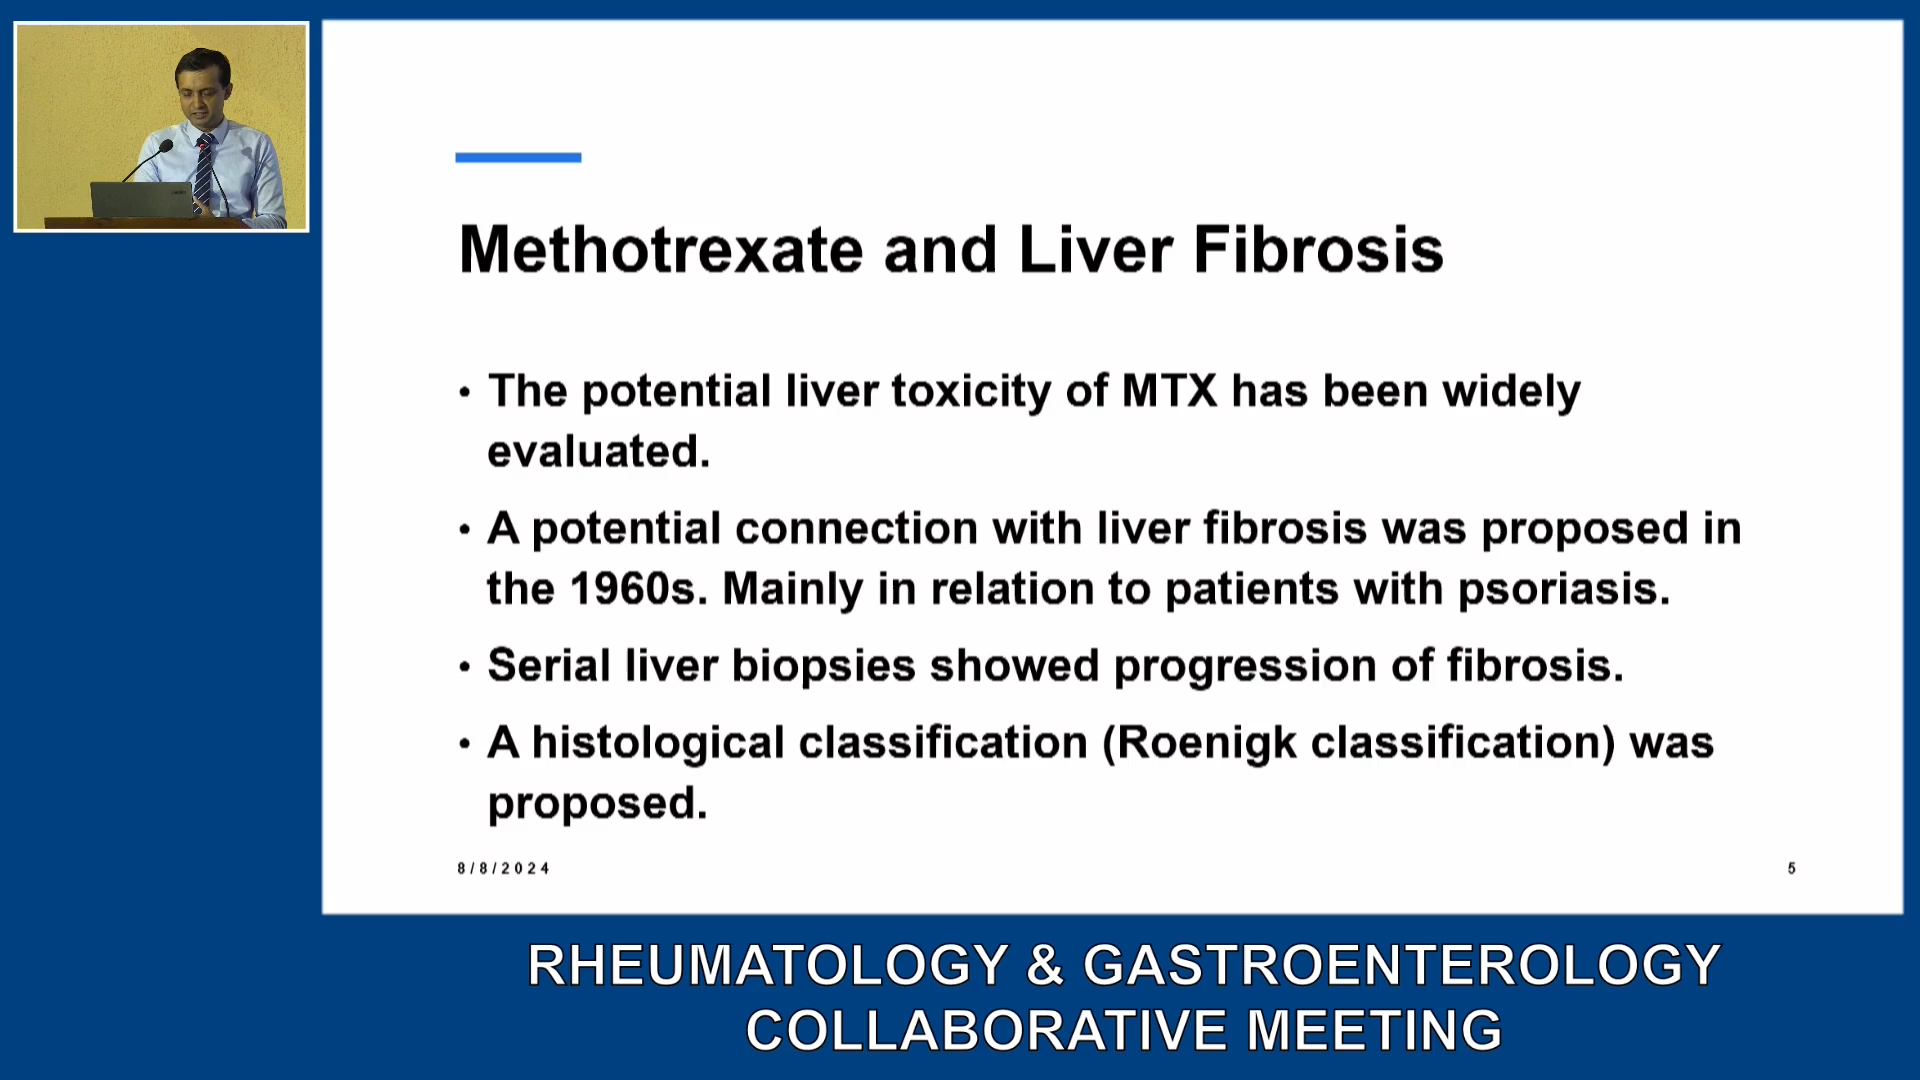 Methotrexate and Liver Fibrosis
• The potential liver toxicity of MTX has been widely
evaluated.
• A potential connection with liver fibrosis was proposed in
the 1960s. Mainly in relation to patients with psoriasis.
• Serial liver biopsies showed progression of fibrosis.
• A histological classification (Roenigk classification) was
proposed.
8/8/2024
5
RHEUMATOLOGY & GASTROENTEROLOGY
COLLABORATIVE MEETING